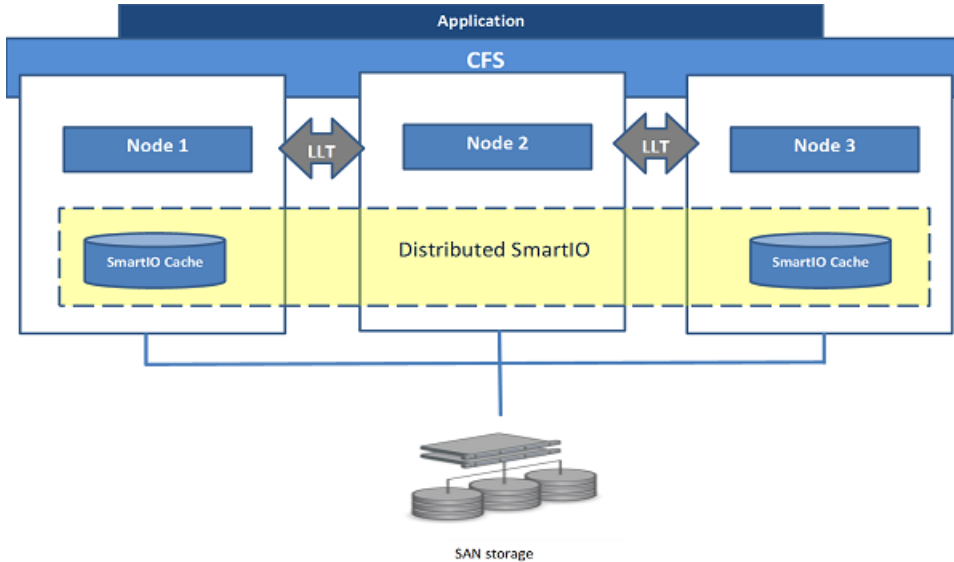 Application
CFS
Node 1
LLT
Node 2
LLT
Node 3
SmartIO Cache
Distributed SmartIO
SmartIO Cache
SAN storage